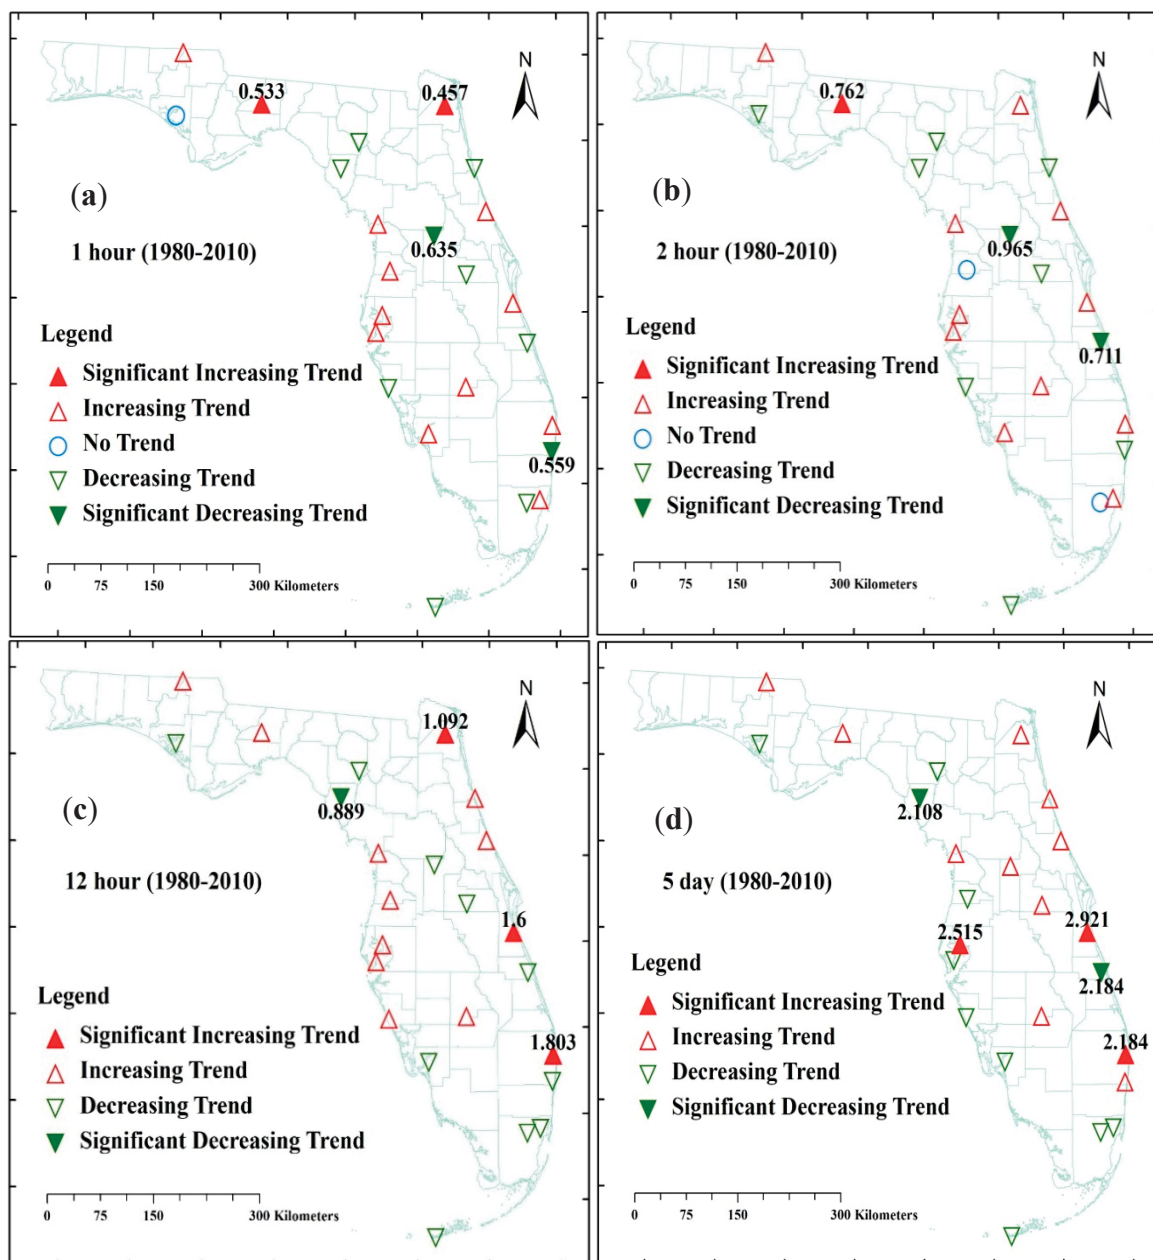 N
0.533
0.457
(a)
1 hour (1980-2010)
0.635
Legend
Significant Increasing Trend
Increasing Trend
No Trend
Decreasing Trend
Significant Decreasing Trend
0.559
0 75 150 300 Kilometers
N
0.762
(b)
2 hour (1980-2010)
0.965
Legend
0.711
Significant Increasing Trend
Increasing Trend
No Trend
Decreasing Trend
Significant Decreasing Trend
0 75 150 300 Kilometers
N
1.092
(c)
0.889
12 hour (1980-2010)
1.6
Legend
Significant Increasing Trend
1.803
Increasing Trend
Decreasing Trend
Significant Decreasing Trend
0 75 150 300 Kilometers
N
(d)
2.108
5 day (1980-2010)
2.515
2.921
Legend
2.184
Significant Increasing Trend
Increasing Trend
2.184
Decreasing Trend
Significant Decreasing Trend
0 75 150 300 Kilometers